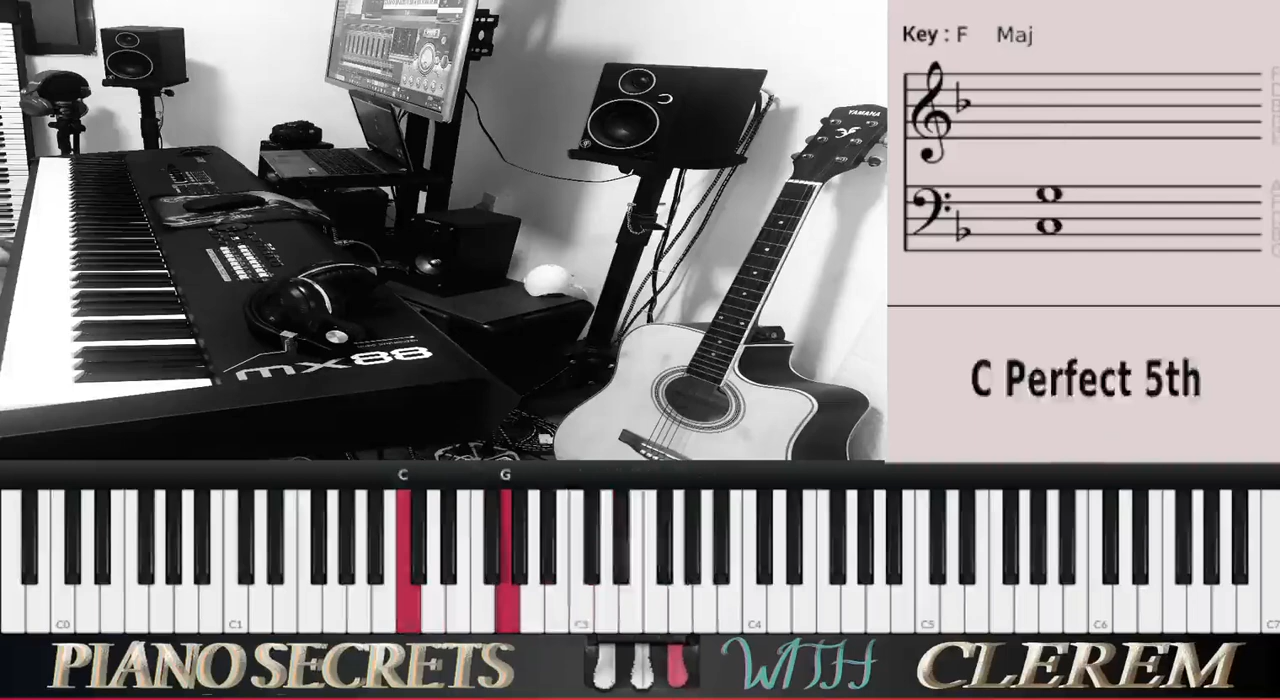 YAMAHA
mx88
Key : F Maj
C Perfect 5th
C G
C0 C1 C3 C4 C5 C6 C7
PIANO SECRETS WITH CLEREM